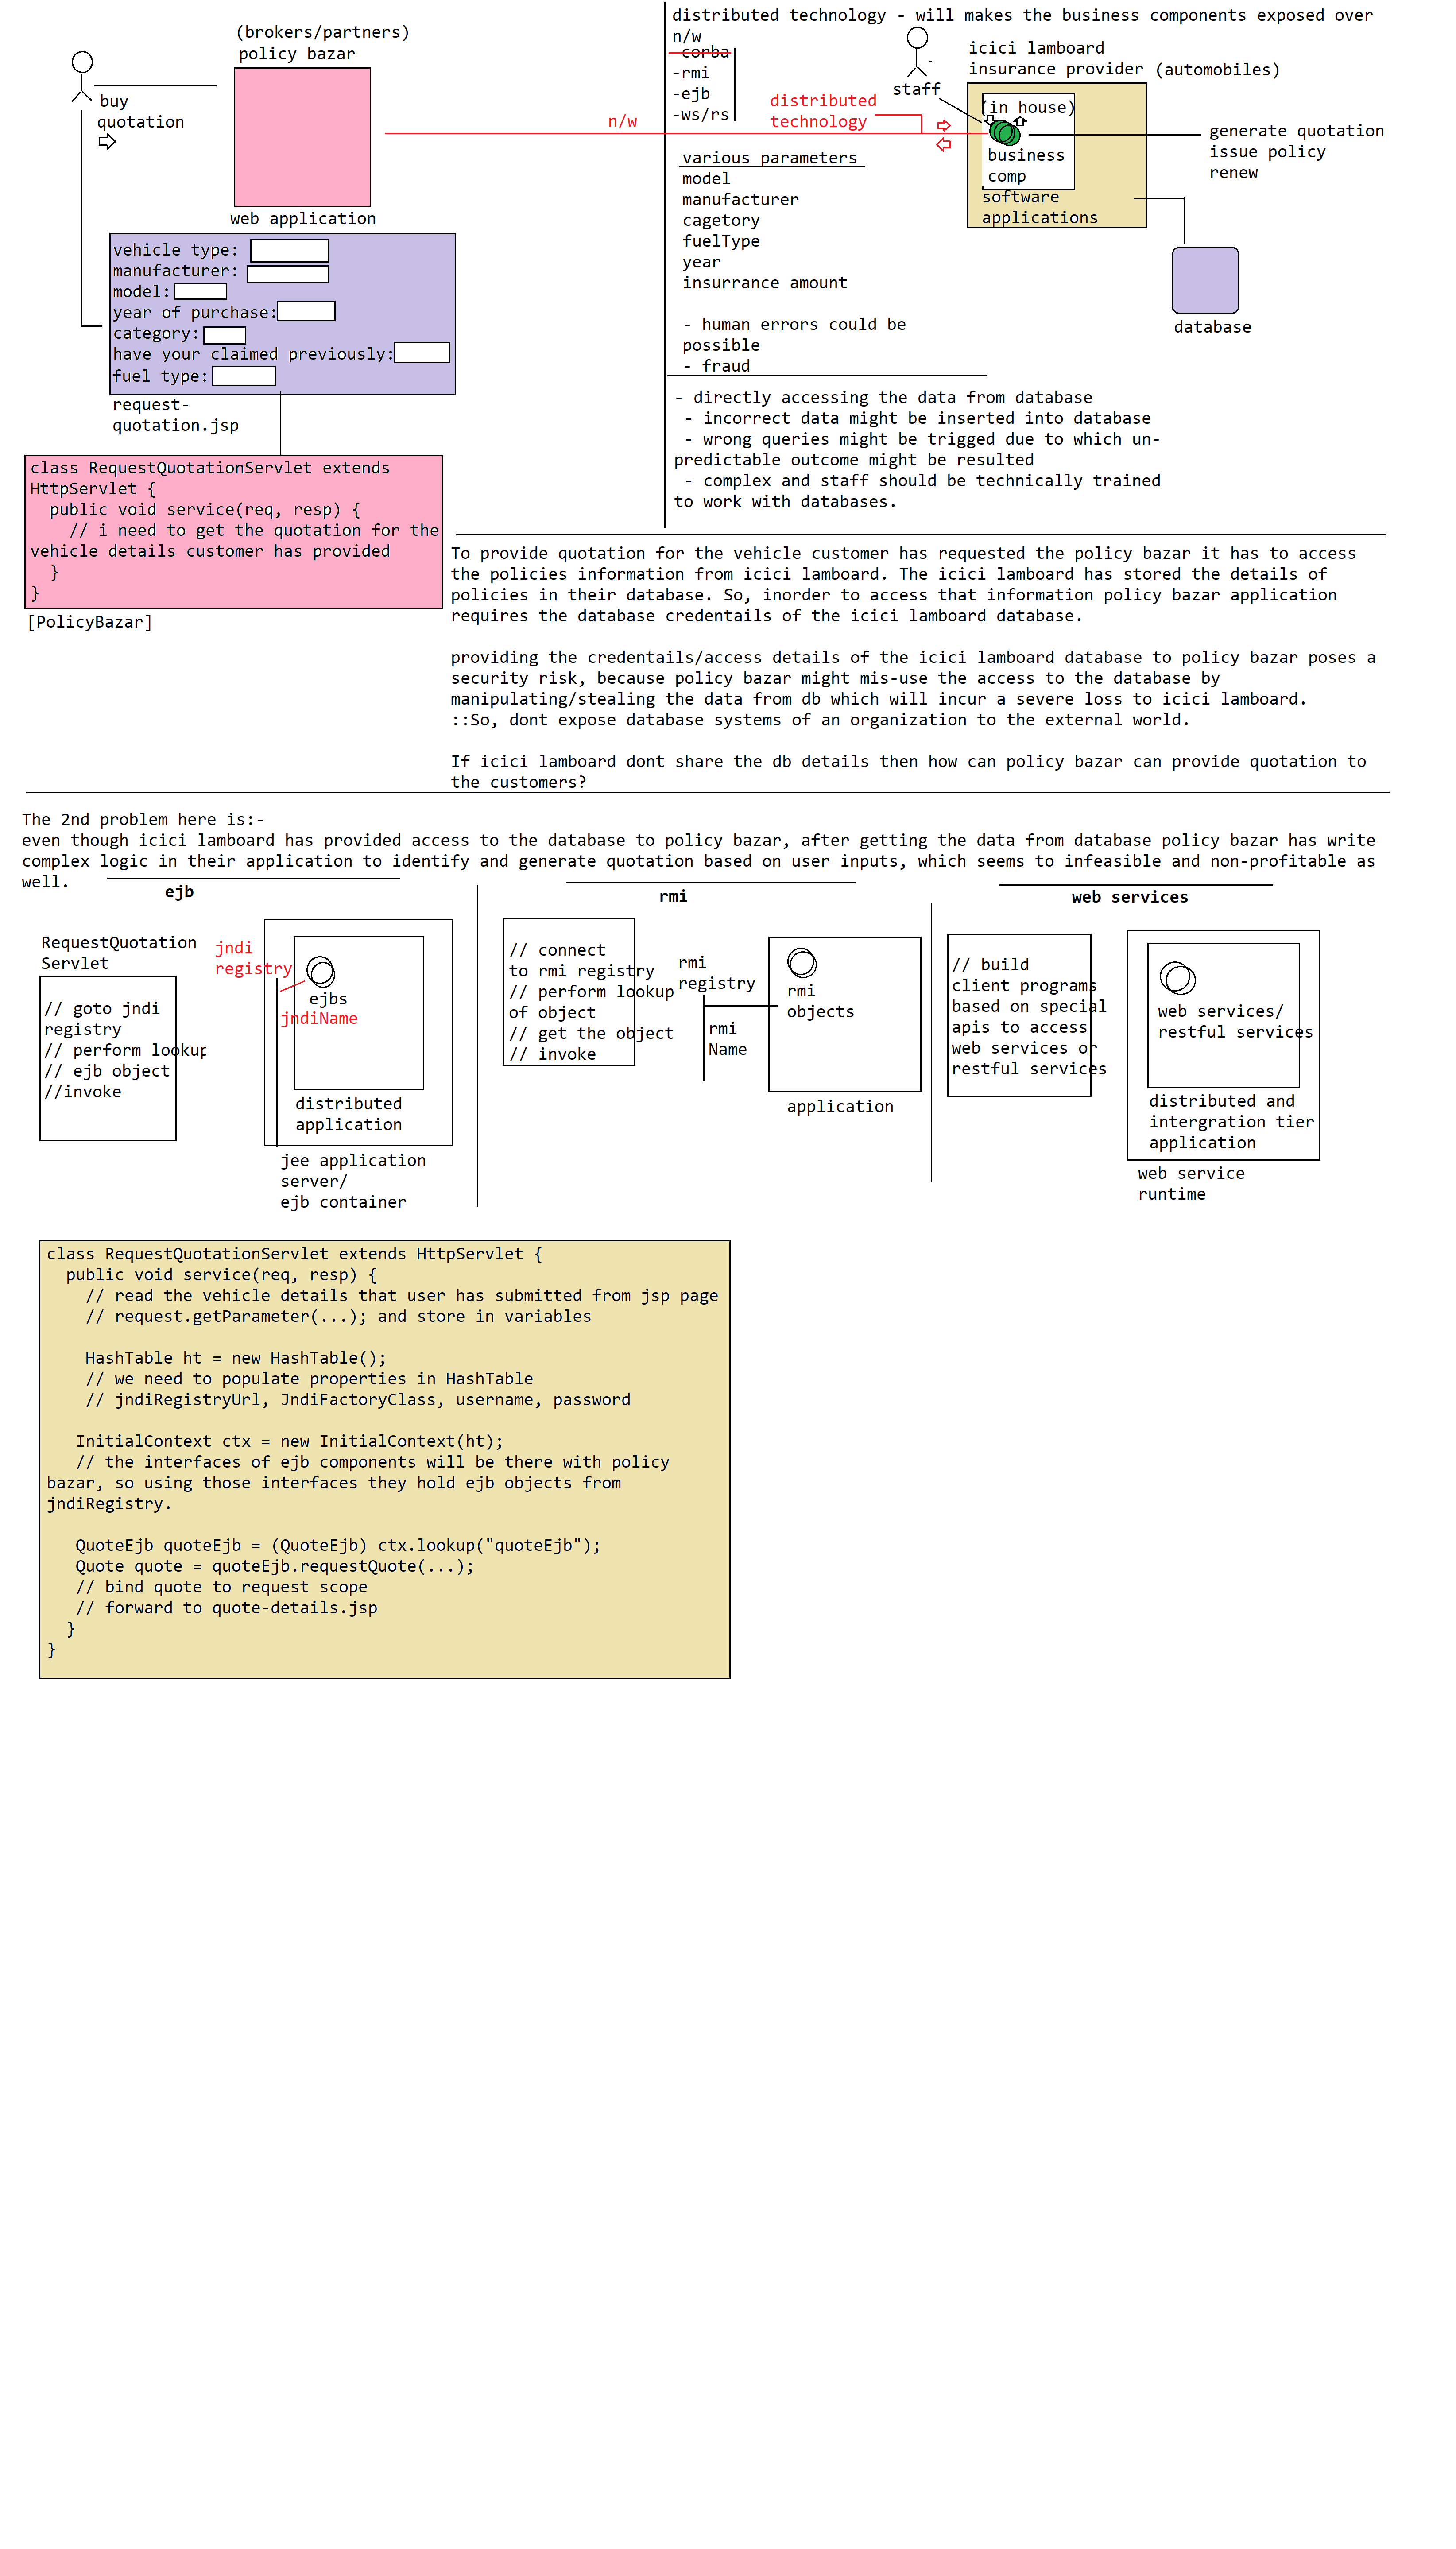 (brokers/partners)
policy bazar
buy
quotation
web application
vehicle type:
manufacturer:
model:
year of purchase:
category:
have your claimed previously:
fuel type:
request-
quotation.jsp
class RequestQuotationServlet extends
HttpServlet {
public void service(req, resp) {
// i need to get the quotation for the
vehicle details customer has provided
}
}
[PolicyBazar]
n/w
distributed technology - will makes the business components exposed over
n/w
corba
-rmi
-ejb
-ws/rs
distributed
technology
staff
icici lamboard
insurance provider (automobiles)
(in house)
business
comp
software
applications
generate quotation
issue policy
renew
database
various parameters
model
manufacturer
cagetory
fuelType
year
insurrance amount
- human errors could be
possible
- fraud
- directly accessing the data from database
- incorrect data might be inserted into database
- wrong queries might be trigged due to which un-
predictable outcome might be resulted
- complex and staff should be technically trained
to work with databases.
To provide quotation for the vehicle customer has requested the policy bazar it has to access
the policies information from icici lamboard. The icici lamboard has stored the details of
policies in their database. So, inorder to access that information policy bazar application
requires the database credentails of the icici lamboard database.
providing the credentails/access details of the icici lamboard database to policy bazar poses a
security risk, because policy bazar might mis-use the access to the database by
manipulating/stealing the data from db which will incur a severe loss to icici lamboard.
::So, dont expose database systems of an organization to the external world.
If icici lamboard dont share the db details then how can policy bazar can provide quotation to
the customers?
The 2nd problem here is:-
even though icici lamboard has provided access to the database to policy bazar, after getting the data from database policy bazar has write
complex logic in their application to identify and generate quotation based on user inputs, which seems to infeasible and non-profitable as
well.
ejb
RequestQuotation
Servlet
// goto jndi
registry
// perform lookup
// ejb object
//invoke
jndi
registry
ejbs
jndiName
distributed
application
jee application
server/
ejb container
rmi
// connect
to rmi registry
// perform lookup
of object
// get the object
// invoke
rmi
registry
rmi
Name
rmi
objects
application
web services
// build
client programs
based on special
apis to access
web services or
restful services
web services/
restful services
distributed and
intergration tier
application
web service
runtime
class RequestQuotationServlet extends HttpServlet {
public void service(req, resp) {
// read the vehicle details that user has submitted from jsp page
// request.getParameter(...); and store in variables
HashTable ht = new HashTable();
// we need to populate properties in HashTable
// jndiRegistryUrl, JndiFactoryClass, username, password
InitialContext ctx = new InitialContext(ht);
// the interfaces of ejb components will be there with policy
bazar, so using those interfaces they hold ejb objects from
jndiRegistry.
QuoteEjb quoteEjb = (QuoteEjb) ctx.lookup("quoteEjb");
Quote quote = quoteEjb.requestQuote(...);
// bind quote to request scope
// forward to quote-details.jsp
}
}